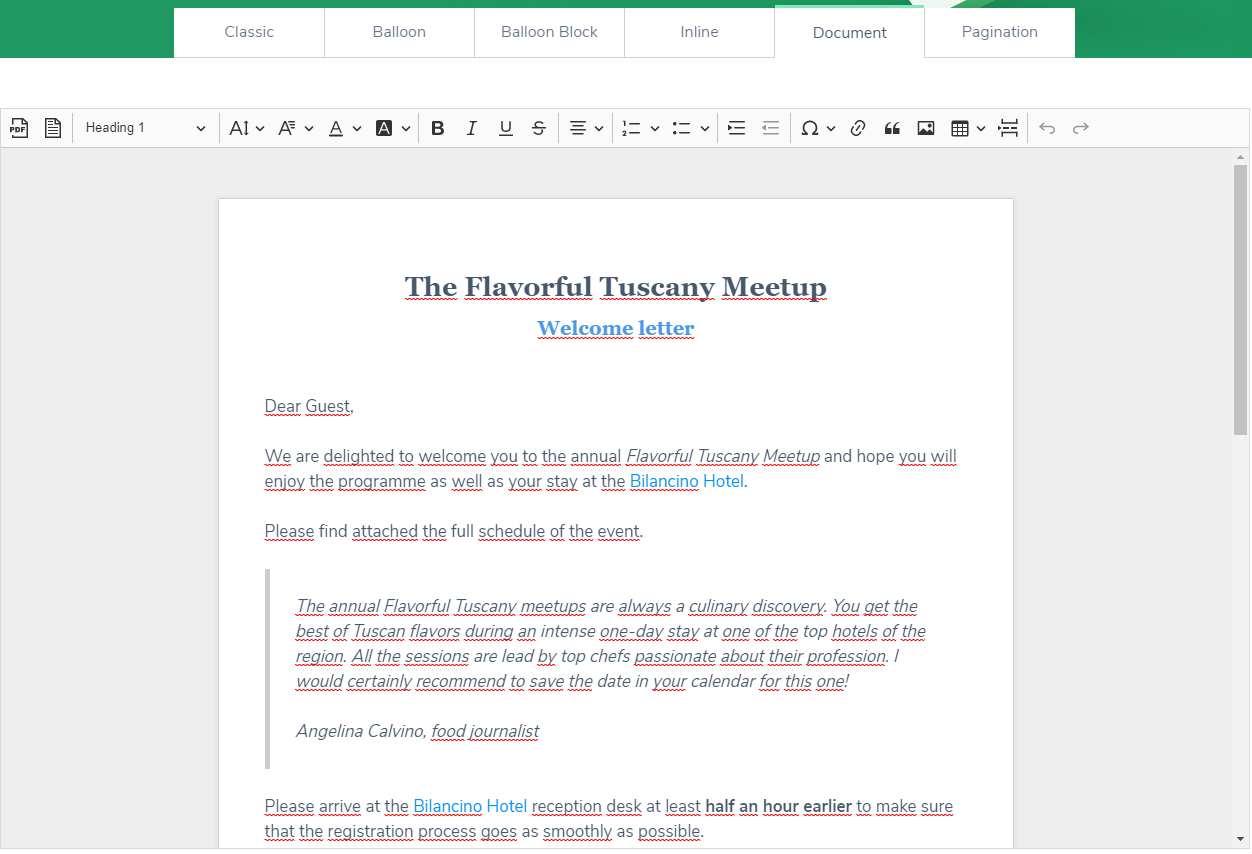 Classic Balloon Balloon Block Inline Document Pagination
PDF Heading 1
The Flavorful Tuscany Meetup
Welcome letter
Dear Guest,
We are delighted to welcome you to the annual Flavorful Tuscany Meetup and hope you will
enjoy the programme as well as your stay at the Bilancino Hotel.
Please find attached the full schedule of the event.
The annual Flavorful Tuscany meetups are always a culinary discovery. You get the
best of Tuscan flavors during an intense one-day stay at one of the top hotels of the
region. All the sessions are lead by top chefs passionate about their profession. I
would certainly recommend to save the date in your calendar for this one!
Angelina Calvino, food journalist
Please arrive at the Bilancino Hotel reception desk at least half an hour earlier to make sure
that the registration process goes as smoothly as possible.